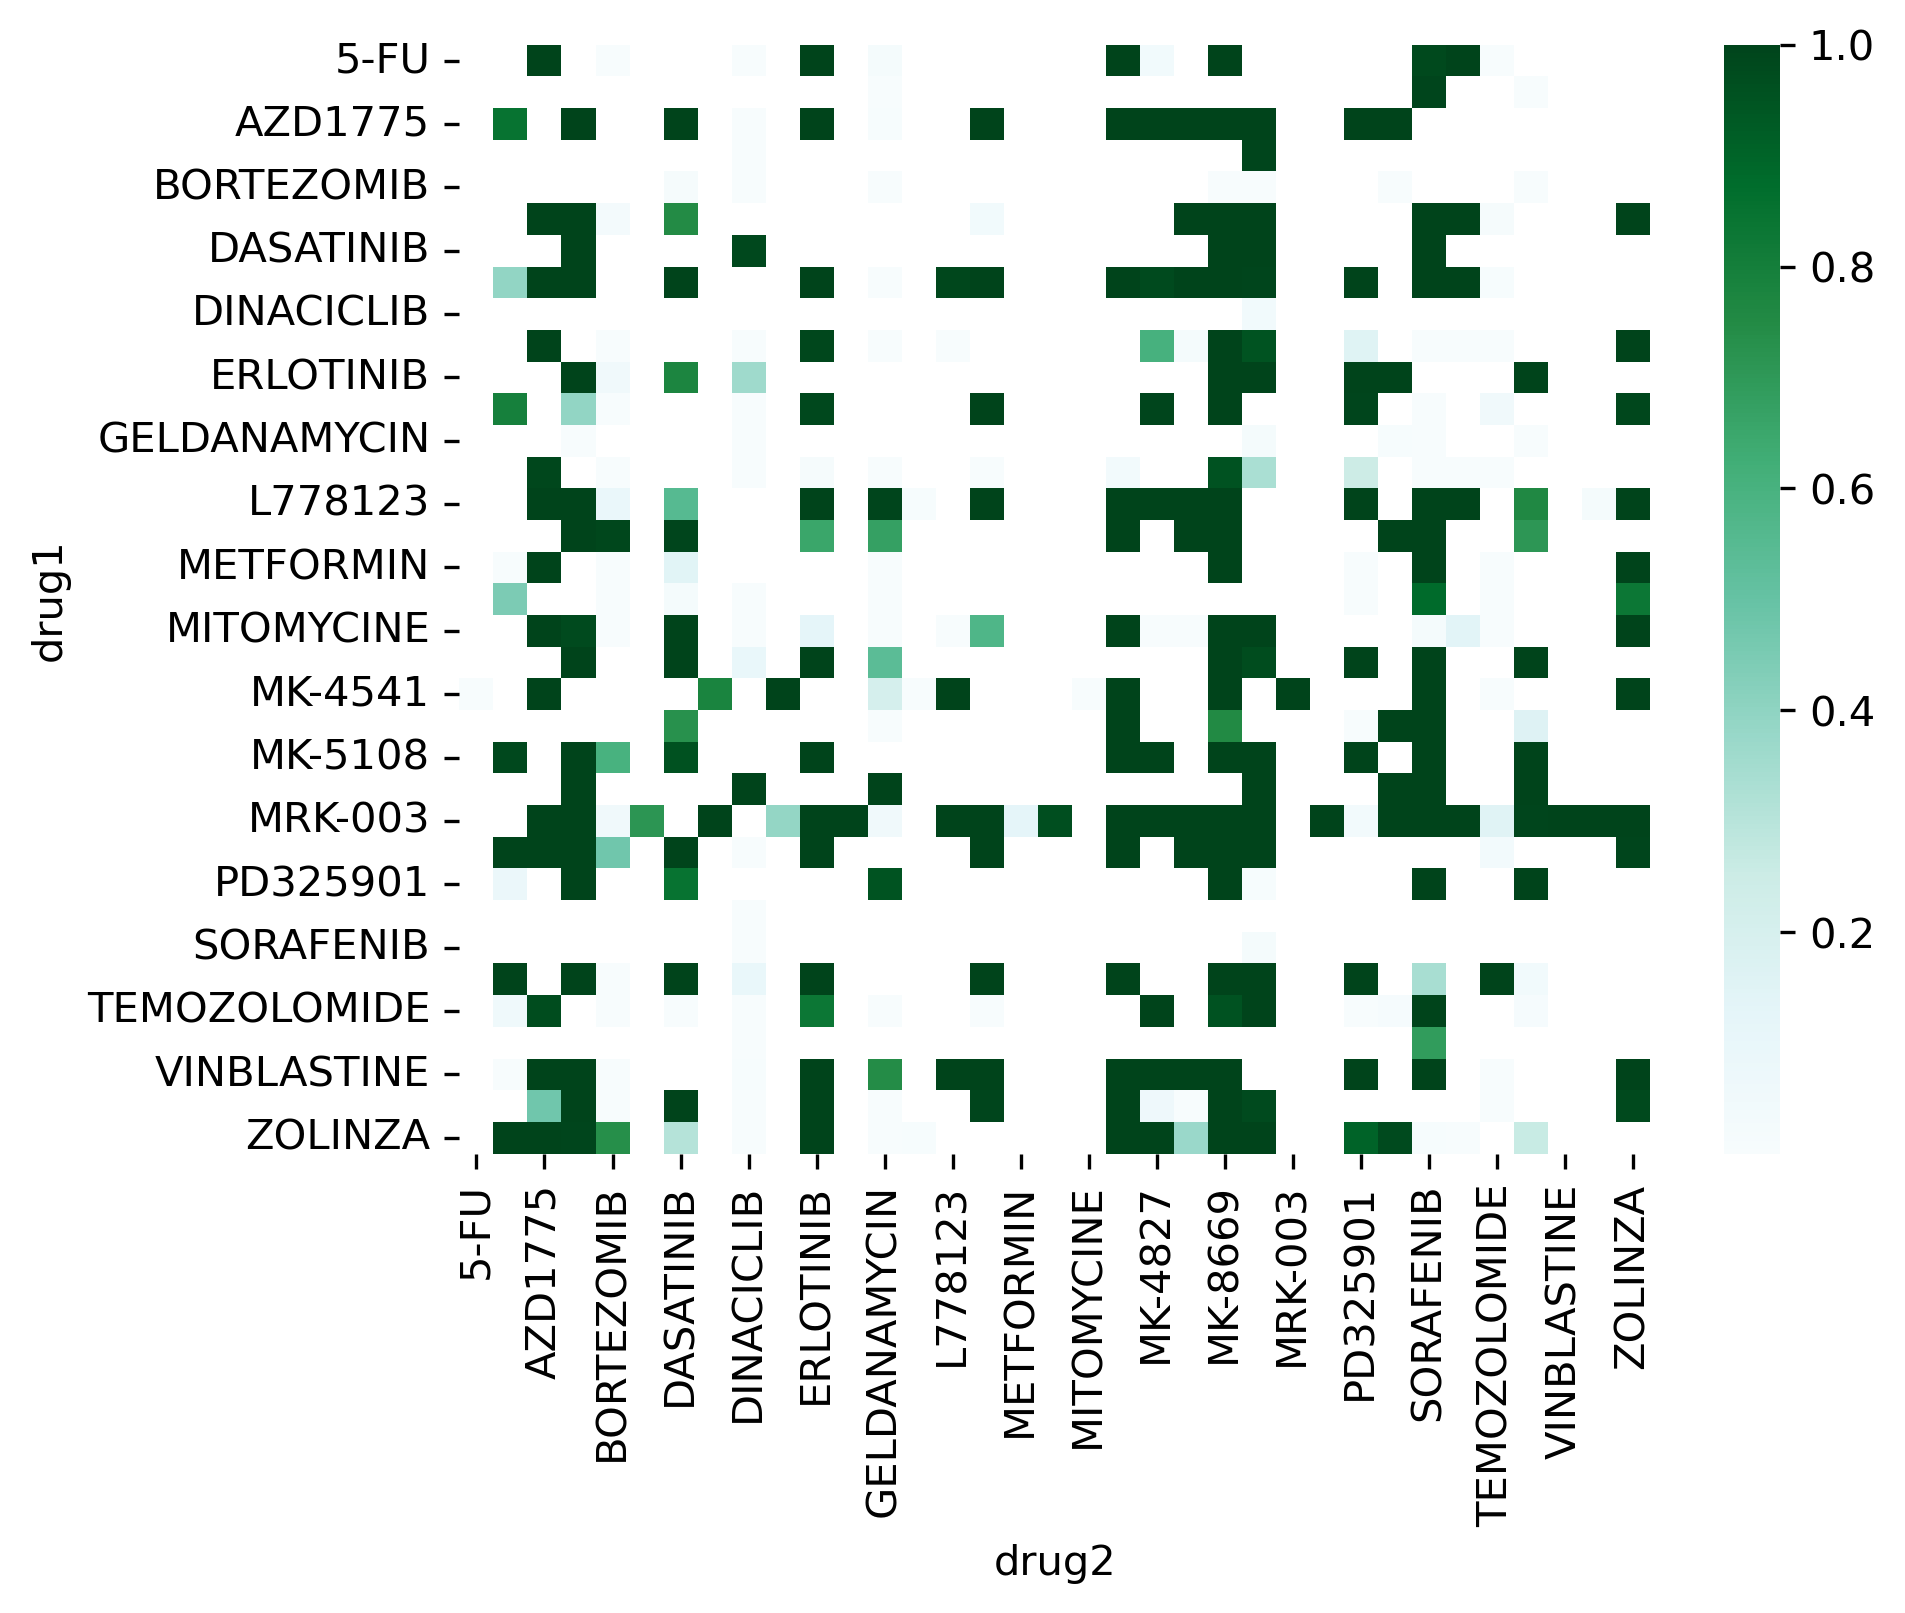 drug1
5-FU
AZD1775
BORTEZOMIB
DASATINIB
DINACICLIB
ERLOTINIB
GELDANAMYCIN
L778123
METFORMIN
MITOMYCINE
MK-4541
MK-5108
MRK-003
PD325901
SORAFENIB
TEMOZOLOMIDE
VINBLASTINE
ZOLINZA
5-FU
AZD1775
BORTEZOMIB
DASATINIB
DINACICLIB
ERLOTINIB
GELDANAMYCIN
L778123
METFORMIN
MITOMYCINE
MK-4827
MK-8669
MRK-003
PD325901
SORAFENIB
TEMOZOLOMIDE
VINBLASTINE
ZOLINZA
drug2
1.0
0.8
0.6
0.4
0.2